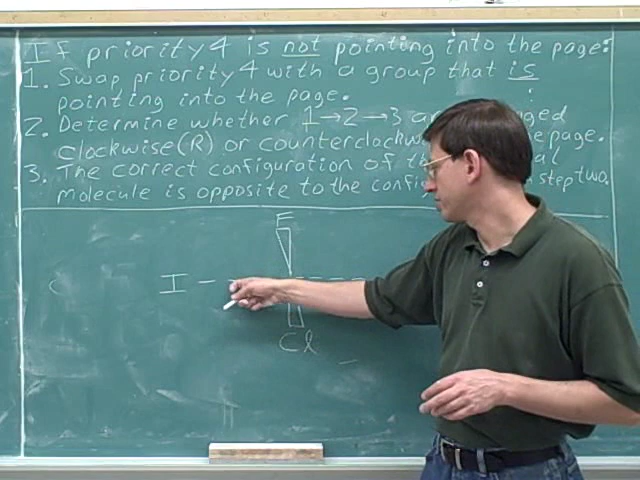 If priority 4 is not pointing into the page:
1. Swap priority 4 with a group that is
pointing into the page.
2. Determine whether 1→2→3 are
clockwise (R) or page.
3. The correct configuration of
molecule is opposite to the step two.
F
I
Cl